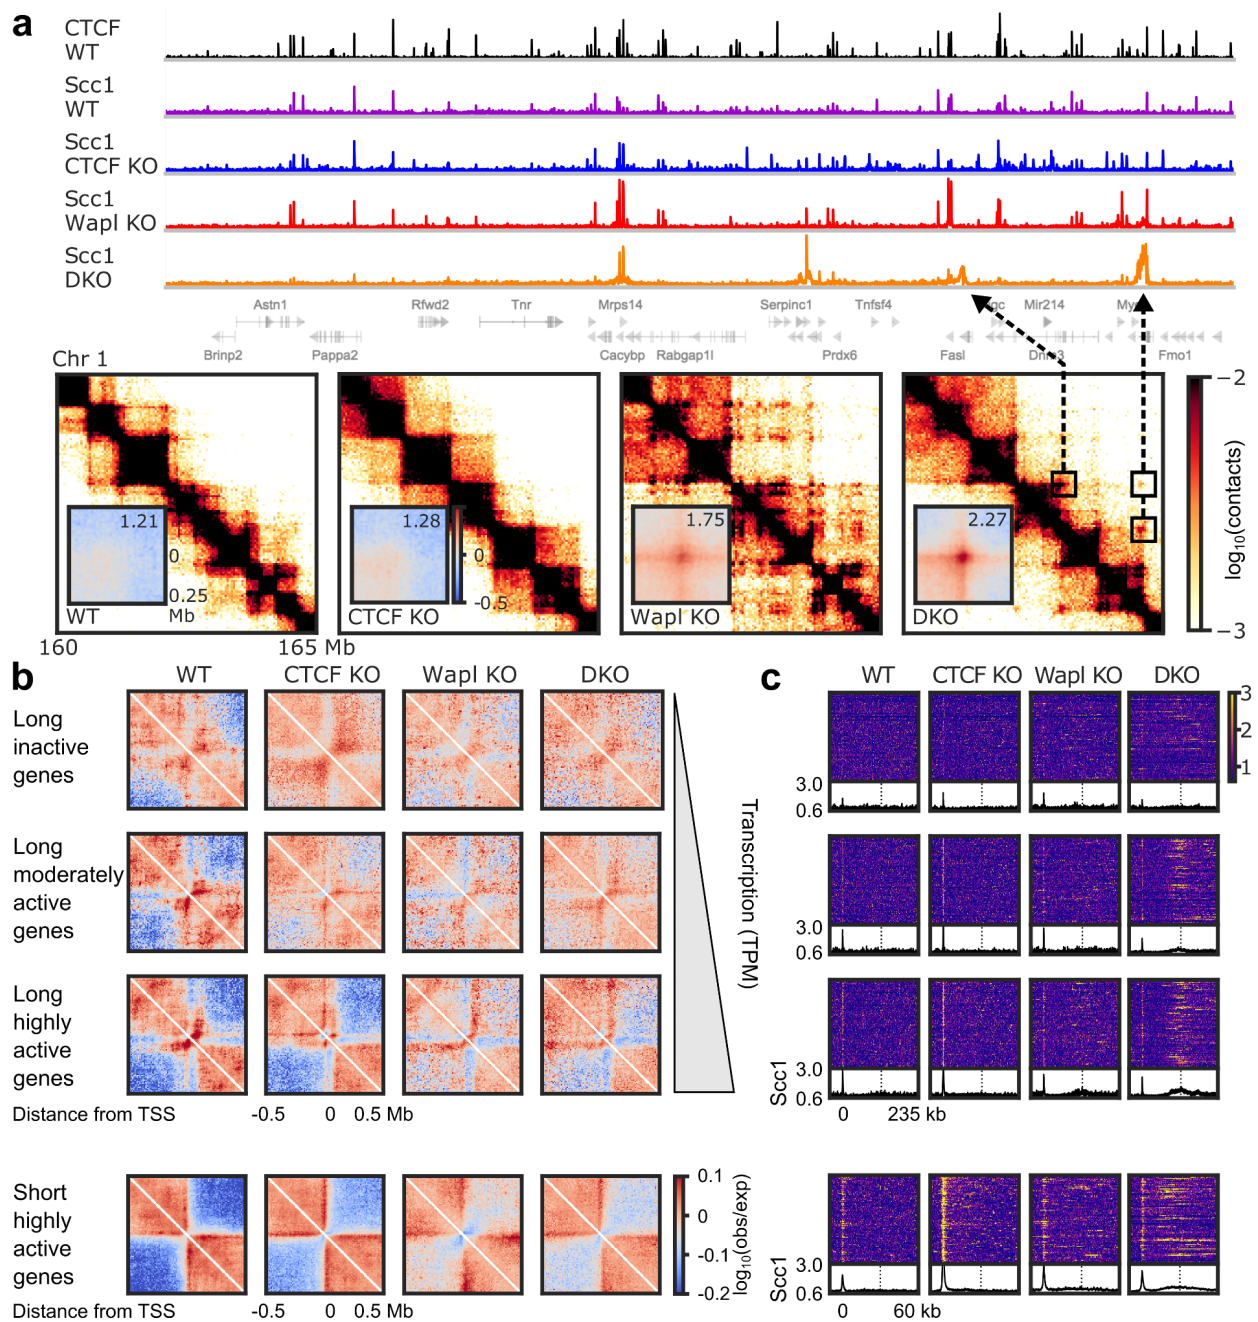 a
CTCF
WT
Scc1
WT
Scc1
CTCF KO
Scc1
Wapl KO
Scc1
DKO
Astn1 Rfwd2 Tnr Mrps14 Serpinc1 Tnfsf4 Mir214
Brinp2 Pappa2 Cacybp Rabgap1l Prdx6 Fasl Fmo1
Chr 1
1.21
0
0.25
Mb
WT
1.28
0
-0.5
CTCF KO
1.75
Wapl KO
2.27
DKO
−2
log10(contacts)
−3
160 165 Mb
b
WT CTCF KO Wapl KO DKO
Long
inactive
genes
Long
moderately
active
genes
Long
highly
active
genes
Transcription (TPM)
Distance from TSS -0.5 0 0.5 Mb
Short
highly
active
genes
0.1
0
-0.1
-0.2
log10(obs/exp)
Distance from TSS -0.5 0 0.5 Mb
c
WT CTCF KO Wapl KO DKO
3
2
1
3.0
0.6
3.0
0.6
3.0
0.6
Scc1
0 235 kb
3.0
0.6
Scc1
0 60 kb